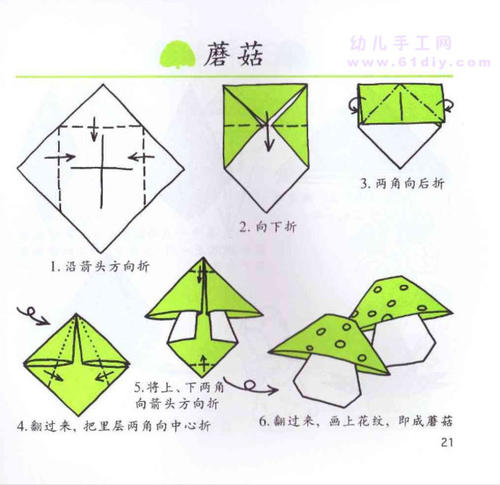 幼儿手工网
www.61diy.com
蘑菇
1. 沿箭头方向折
2. 向下折
3. 两角向后折
4. 翻过来，把里层两角向中心折
5. 将上、下两角
向箭头方向折
6. 翻过来，画上花纹，即成蘑菇
21